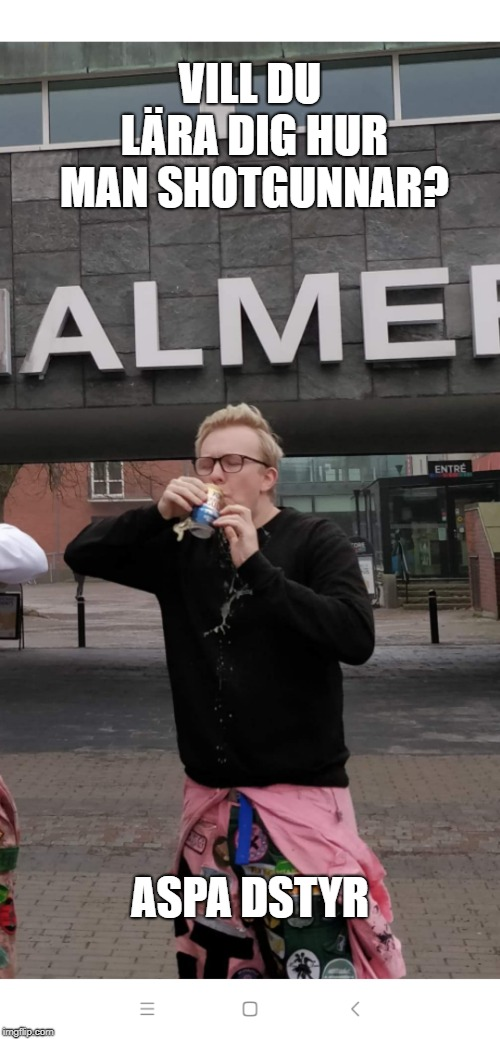 VILL DU
LÄRA DIG HUR
MAN SHOTGUNNAR?
ALMER
ENTRÉ
ASPA DSTYR
imgflip.com